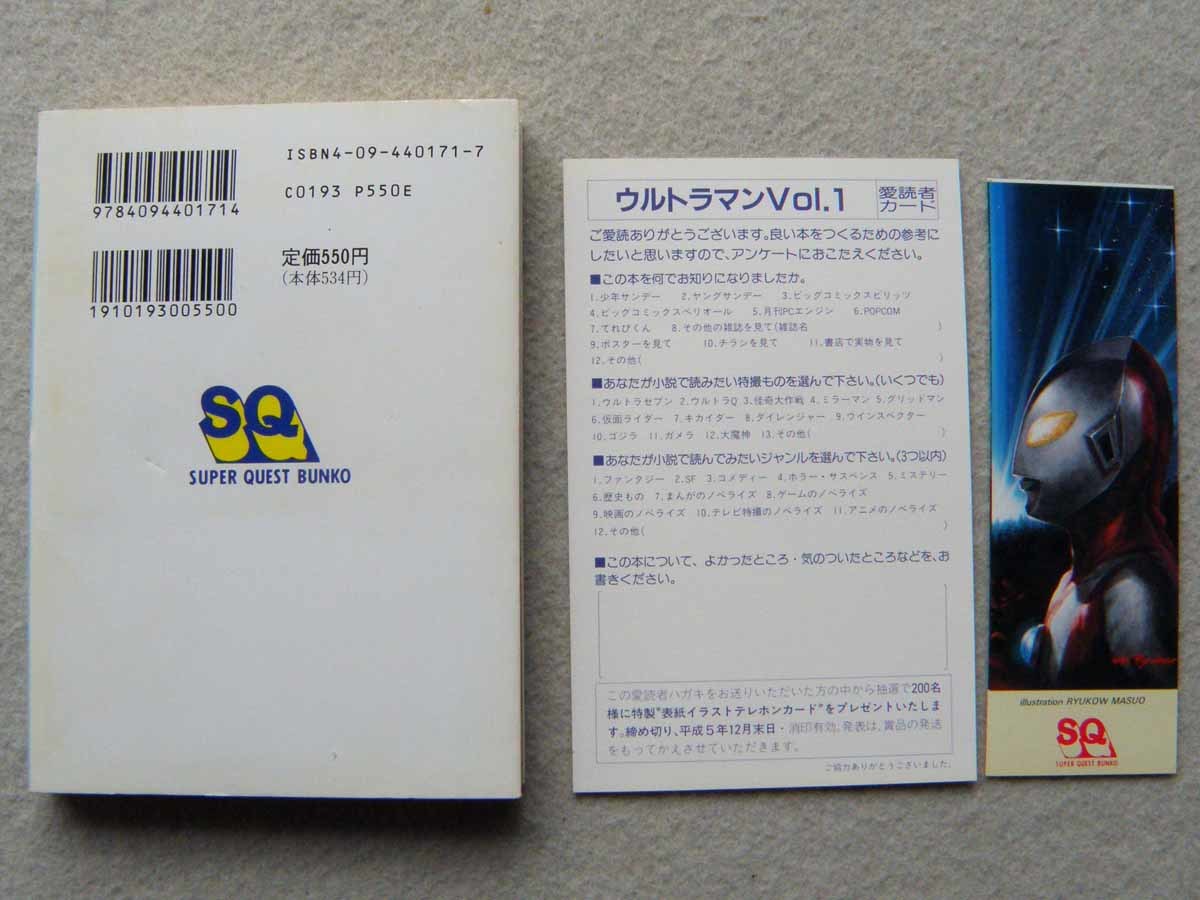 ISBN4-09-440171-7
9784094401714
C0193 P550E
定価550円
(本体534円)
1910193005500
SQ
SUPER QUEST BUNKO
ウルトラマンVol.1
愛読者
カード
ご愛読ありがとうございます。良い本をつくるための参考に
したいと思いますので、アンケートにおこたえください。
■この本を何でお知りになりましたか。
1.少年サンデー 2.ヤングサンデー 3.ビッグコミックスピリッツ
4.ビッグコミックスペリオール 5.月刊PCエンジン 6.POPCOM
7.てれびくん 8.その他の雑誌を見て(雑誌名 )
9.ポスターを見て 10.チラシを見て 11.書店で実物を見て
12.その他( )
■あなたが小説で読みたい特撮ものを選んで下さい。(いくつでも)
1.ウルトラセブン 2.ウルトラQ 3.怪奇大作戦 4.ミラーマン 5.グリッドマン
6.仮面ライダー 7.キカイダー 8.ダイレンジャー 9.ウインスペクター
10.ゴジラ 11.ガメラ 12.大魔神 13.その他( )
■あなたが小説で読んでみたいジャンルを選んで下さい。(3つ以内)
1.ファンタジー 2.SF 3.コメディー 4.ホラー・サスペンス 5.ミステリー
6.歴史もの 7.まんがのノベライズ 8.ゲームのノベライズ
9.映画のノベライズ 10.テレビ特撮のノベライズ 11.アニメのノベライズ
12.その他( )
■この本について、よかったところ・気のついたところなどを、お
書きください。
この愛読者ハガキをお送りいただいた方の中から抽選で200名
様に特製"表紙イラストテレホンカード"をプレゼントいたしま
す。締め切り、平成5年12月末日・消印有効。発表は、賞品の発送
をもってかえさせていただきます。
ご協力ありがとうございました。
illustration RYUKOW MASUO
SQ
SUPER QUEST BUNKO